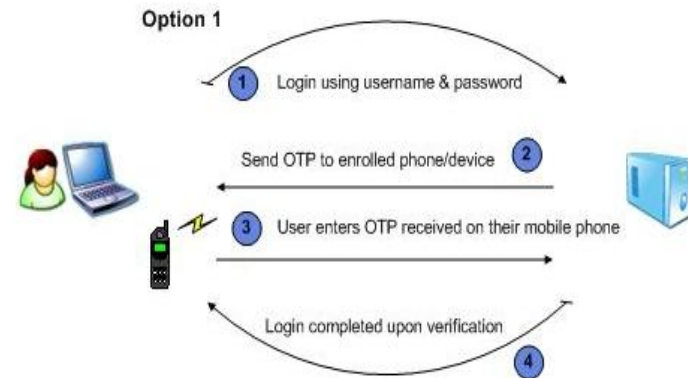 Option 1
1 Login using username & password
Send OTP to enrolled phone/device 2
3 User enters OTP received on their mobile phone
Login completed upon verification
4